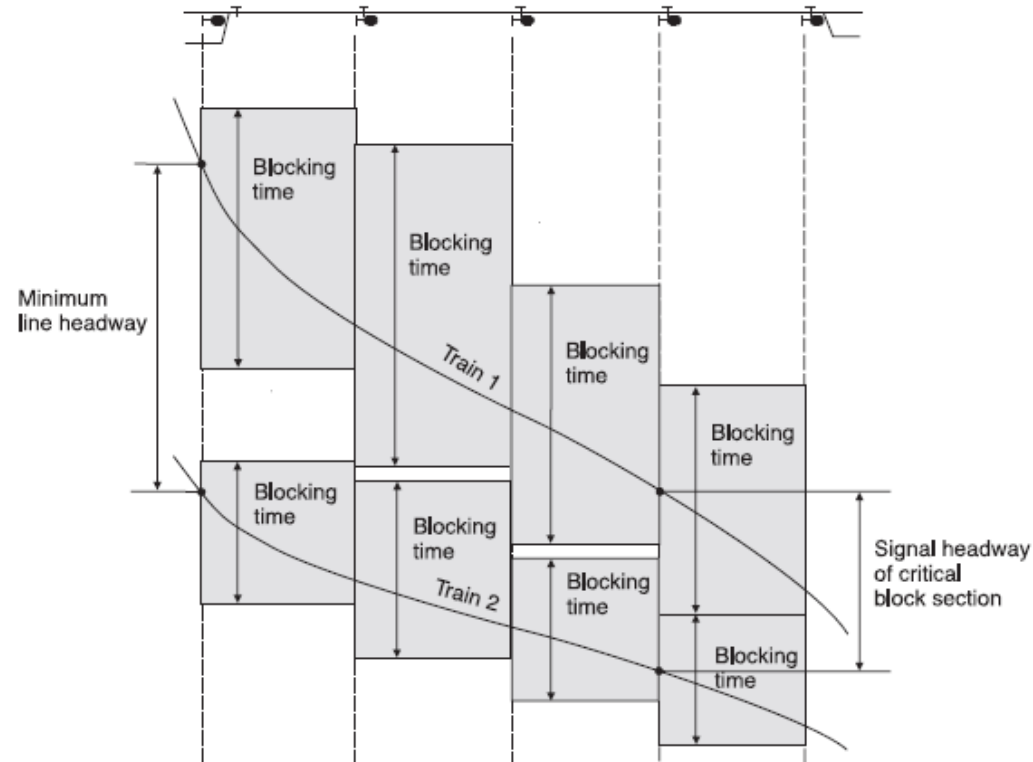 Blocking
time
Blocking
time
Blocking
time
Minimum
line headway
Train 1
Blocking
time
Blocking
time
Blocking
time
Signal headway
of critical
block section
Blocking
time
Train 2
Blocking
time